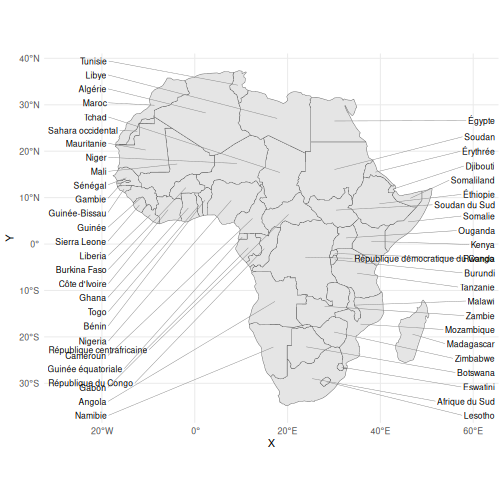 40°N
30°N
20°N
10°N
0°
10°S
20°S
30°S
Y
Tunisie
Libye
Algérie
Maroc
Tchad
Sahara occidental
Mauritanie
Niger
Mali
Sénégal
Gambie
Guinée-Bissau
Guinée
Sierra Leone
Liberia
Burkina Faso
Côte d'Ivoire
Ghana
Togo
Bénin
Nigeria
République centrafricaine
Cameroun
Guinée équatoriale
République du Congo
Gabon
Angola
Namibie
Égypte
Soudan
Érythrée
Djibouti
Somaliland
Éthiopie
Soudan du Sud
Somalie
Ouganda
Kenya
République démocratique du Congo
Rwanda
Burundi
Tanzanie
Malawi
Zambie
Mozambique
Madagascar
Zimbabwe
Botswana
Eswatini
Afrique du Sud
Lesotho
20°W
0°
20°E
40°E
60°E
X